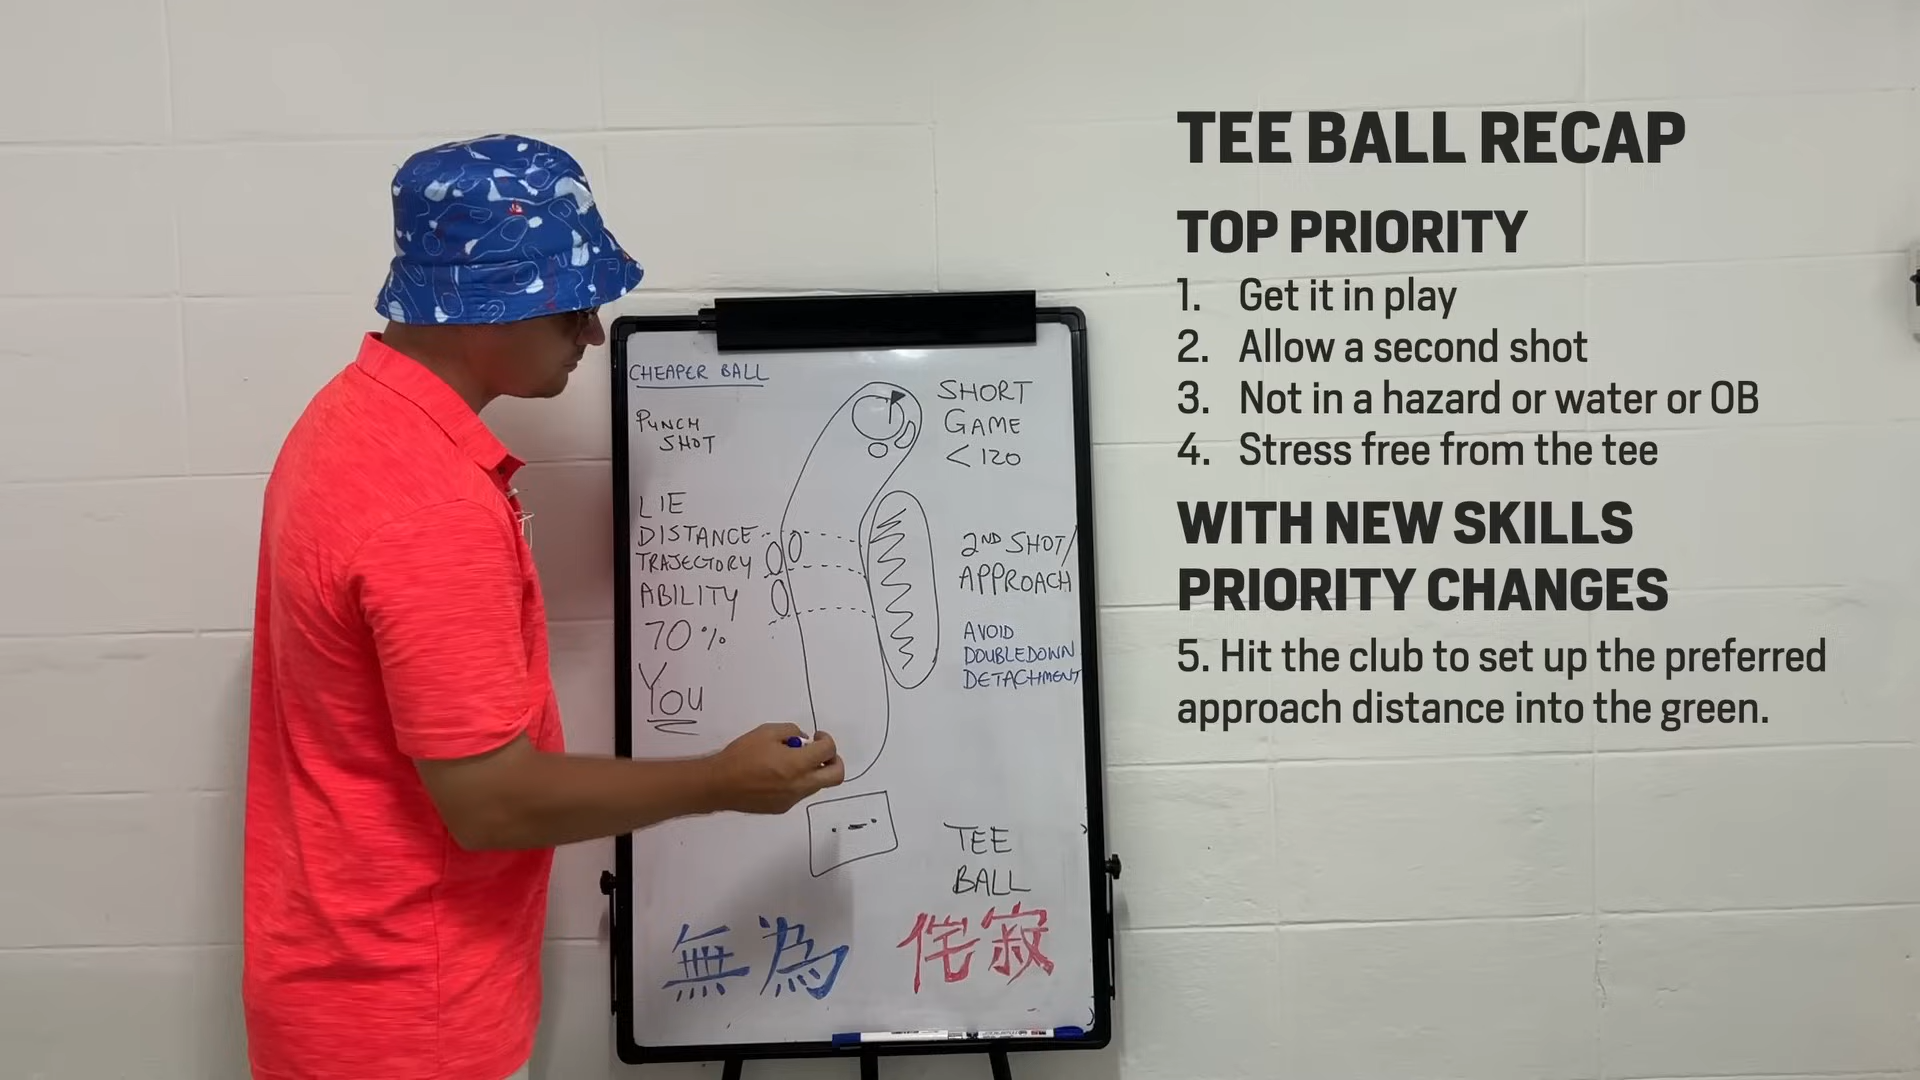 CHEAPER BALL
PUNCH
SHOT
LIE
DISTANCE
TRAJECTORY
ABILITY
70%
YOU
SHORT
GAME
<120
2ND SHOT/
APPROACH
AVOID
DOUBLEDOWN
DETACHMENT
TEE
BALL
無為
侘寂
TEE BALL RECAP
TOP PRIORITY
1. Get it in play
2. Allow a second shot
3. Not in a hazard or water or OB
4. Stress free from the tee
WITH NEW SKILLS
PRIORITY CHANGES
5. Hit the club to set up the preferred
approach distance into the green.